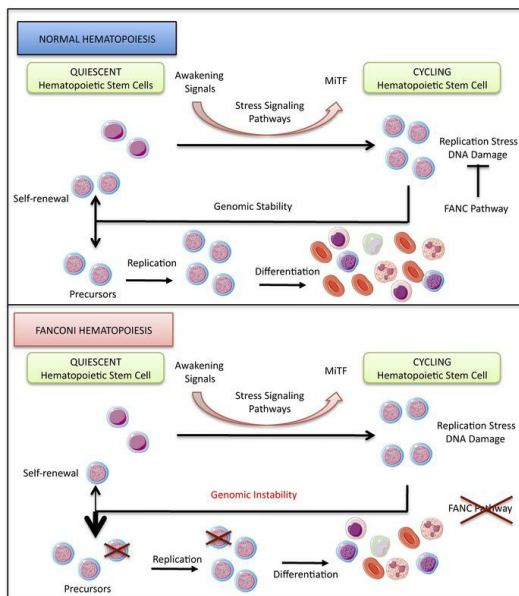 NORMAL HEMATOPOIESIS
QUIESCENT
Hematopoietic Stem Cells
Awakening
Signals
MiTF
CYCLING
Hematopoietic Stem Cell
Stress Signaling
Pathways
Replication Stress
DNA Damage
Self-renewal
Genomic Stability
FANC Pathway
Replication
Differentiation
Precursors
FANCONI HEMATOPOIESIS
QUIESCENT
Hematopoietic Stem Cell
Awakening
Signals
MiTF
CYCLING
Hematopoietic Stem Cell
Stress Signaling
Pathways
Replication Stress
DNA Damage
Self-renewal
Genomic Instability
FANC Pathway
Replication
Differentiation
Precursors